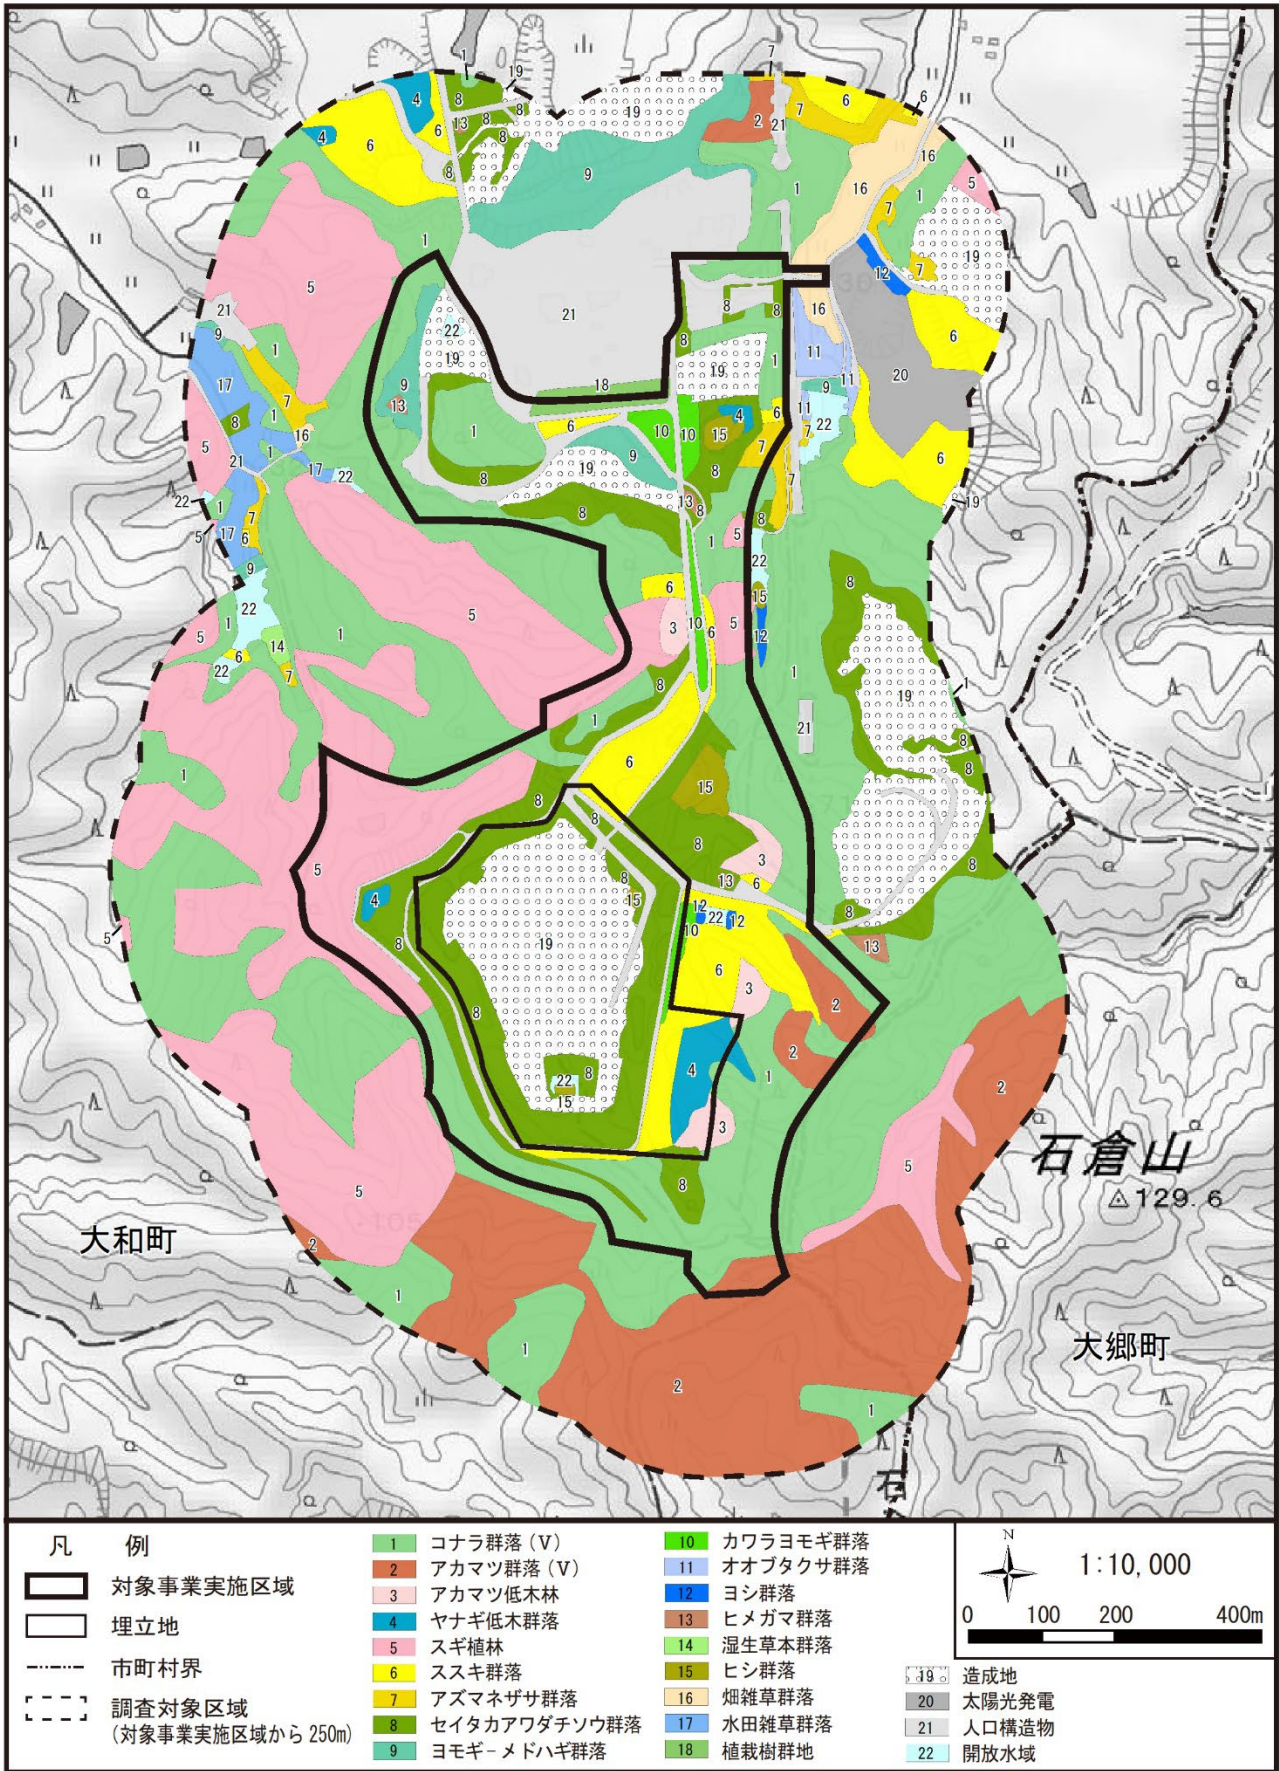 石倉山
△129.6
大和町
大郷町
石
凡 例
対象事業実施区域
埋立地
市町村界
調査対象区域
(対象事業実施区域から250m)
1 コナラ群落(Ⅴ)
2 アカマツ群落(Ⅴ)
3 アカマツ低木林
4 ヤナギ低木群落
5 スギ植林
6 ススキ群落
7 アズマネザサ群落
8 セイタカアワダチソウ群落
9 ヨモギ−メドハギ群落
10 カワラヨモギ群落
11 オオブタクサ群落
12 ヨシ群落
13 ヒメガマ群落
14 湿生草本群落
15 ヒシ群落
16 畑雑草群落
17 水田雑草群落
18 植栽樹群地
19 造成地
20 太陽光発電
21 人口構造物
22 開放水域
N
1:10,000
0 100 200 400m